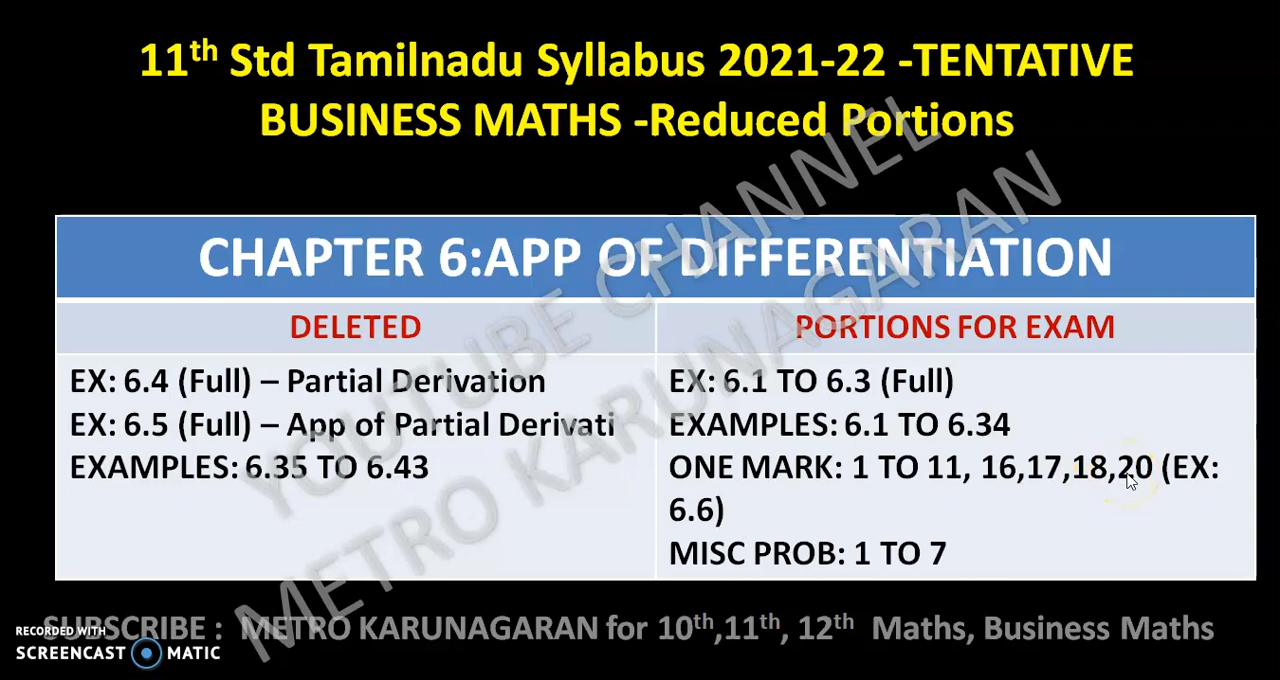 11th Std Tamilnadu Syllabus 2021-22 -TENTATIVE
BUSINESS MATHS -Reduced Portions
CHAPTER 6:APP OF DIFFERENTIATION
DELETED
PORTIONS FOR EXAM
EX: 6.4 (Full) – Partial Derivation
EX: 6.5 (Full) – App of Partial Derivati
EXAMPLES: 6.35 TO 6.43
EX: 6.1 TO 6.3 (Full)
EXAMPLES: 6.1 TO 6.34
ONE MARK: 1 TO 11, 16,17,18,20 (EX:
6.6)
MISC PROB: 1 TO 7
YOUTUBE CHANNEL
METRO KARUNAGARAN
SUBSCRIBE : METRO KARUNAGARAN for 10th,11th, 12th Maths, Business Maths
RECORDED WITH
SCREENCAST MATIC